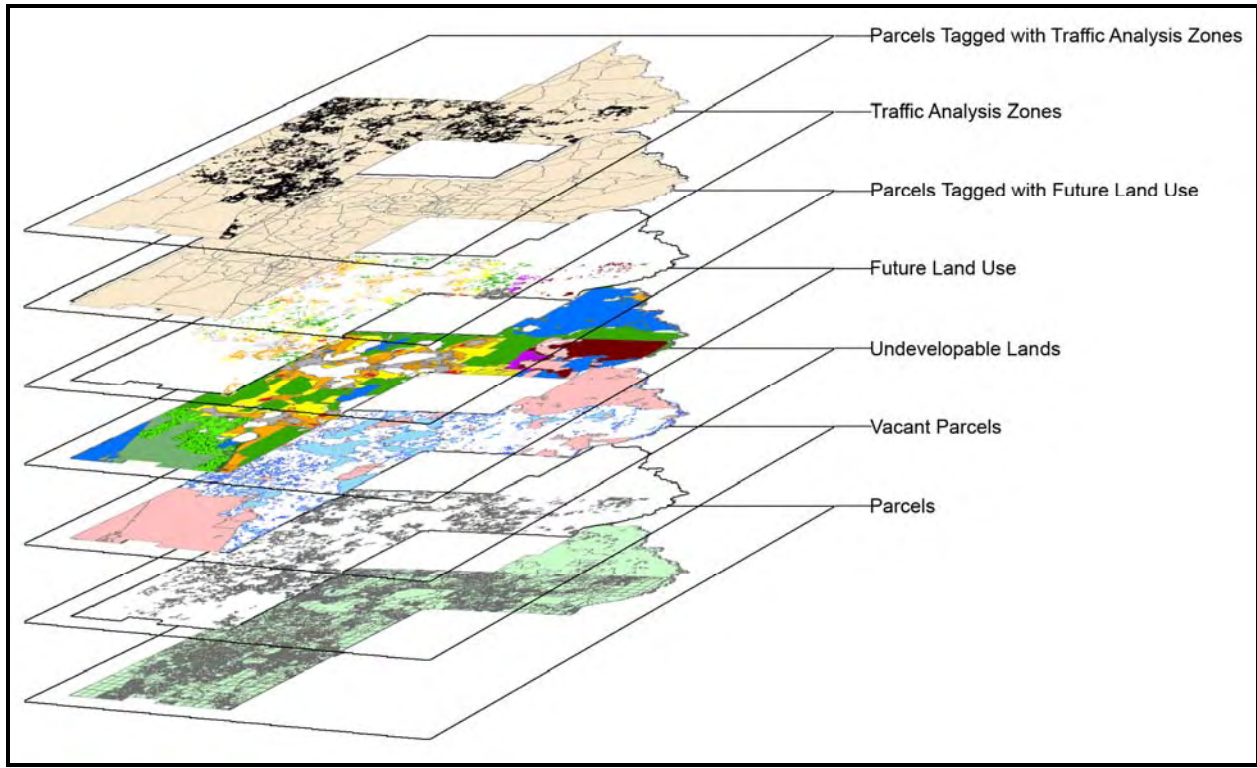 Parcels Tagged with Traffic Analysis Zones
Traffic Analysis Zones
Parcels Tagged with Future Land Use
Future Land Use
Undevelopable Lands
Vacant Parcels
Parcels